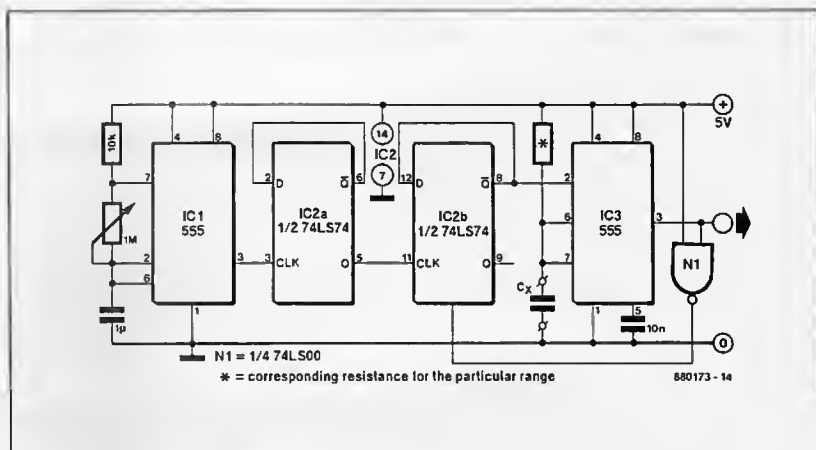 +
5V
10k
4
8
14
IC2
7
*
4
8
7
2
D
Q̅
6
12
D
Q̅
8
2
3
IC1
555
IC2a
1/2 74LS74
IC2b
1/2 74LS74
6
IC3
555
N1
1M
2
3
3
CLK
Q
5
11
CLK
Q
9
7
6
Cx
1µ
1
1
5
10n
0
N1 = 1/4 74LS00
* = corresponding resistance for the particular range
880173 - 14